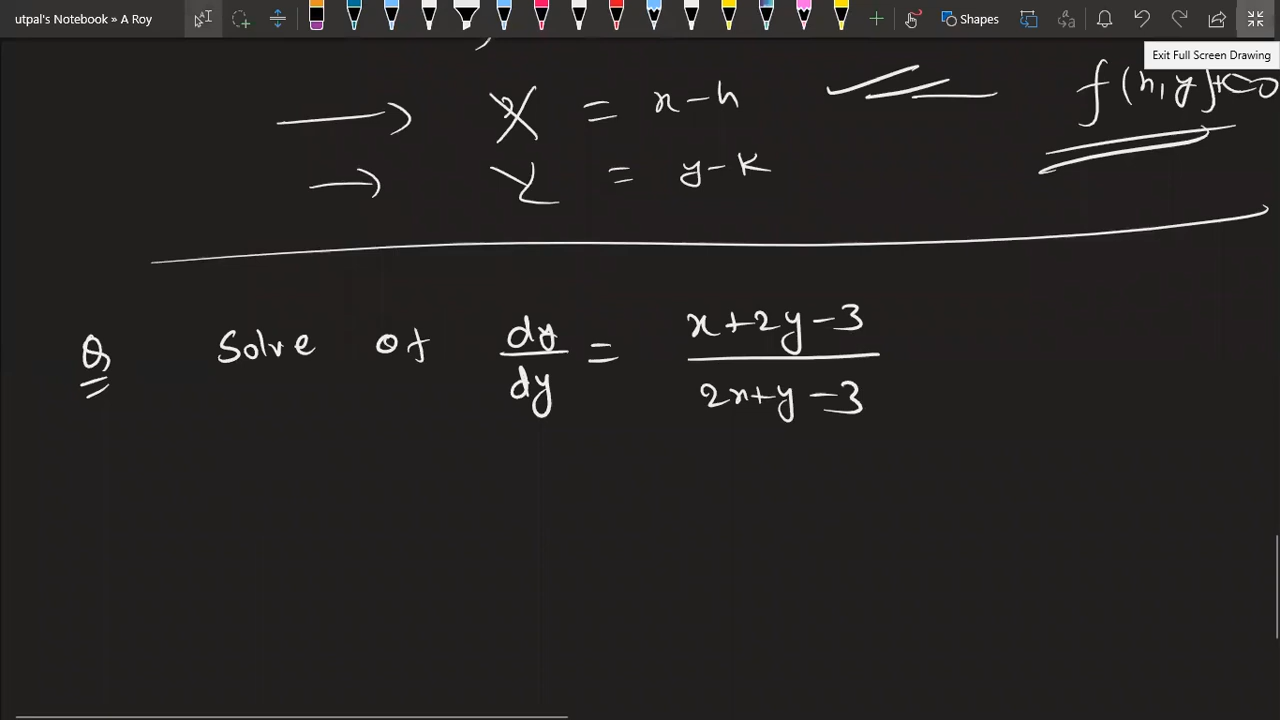 utpal's Notebook » A Roy
Shapes
Exit Full Screen Drawing
→ X = x-h
→ Y = y-k
Q Solve of dy/dy = x+2y-3 / 2x+y-3